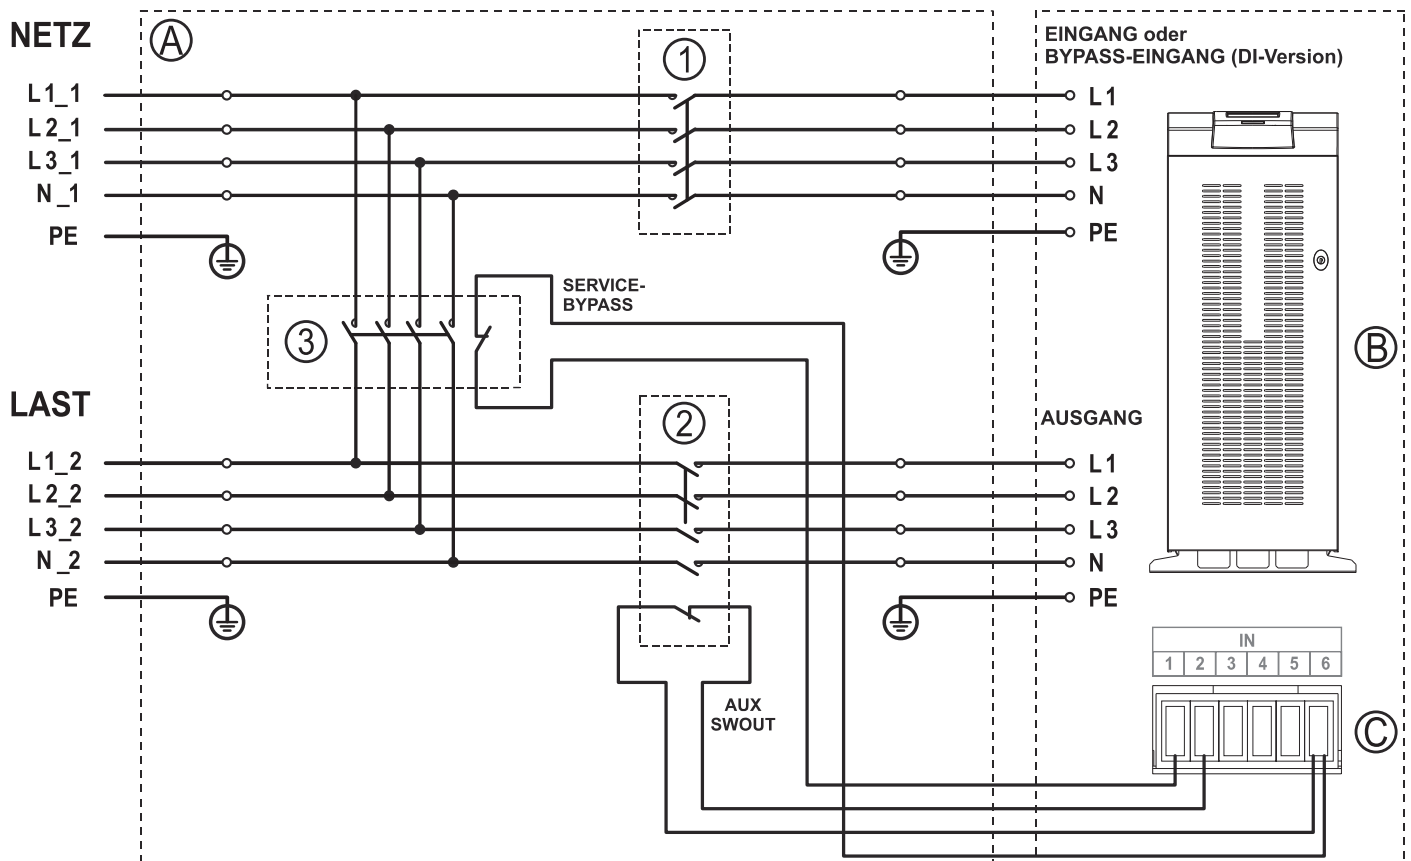 NETZ
A
1
EINGANG oder
BYPASS-EINGANG (DI-Version)
L1_1
L1
L2_1
L2
L3_1
L3
N_1
N
PE
PE
SERVICE-
BYPASS
3
B
LAST
2
AUSGANG
L1_2
L1
L2_2
L2
L3_2
L3
N_2
N
PE
PE
IN
1 2 3 4 5 6
AUX
SWOUT
C